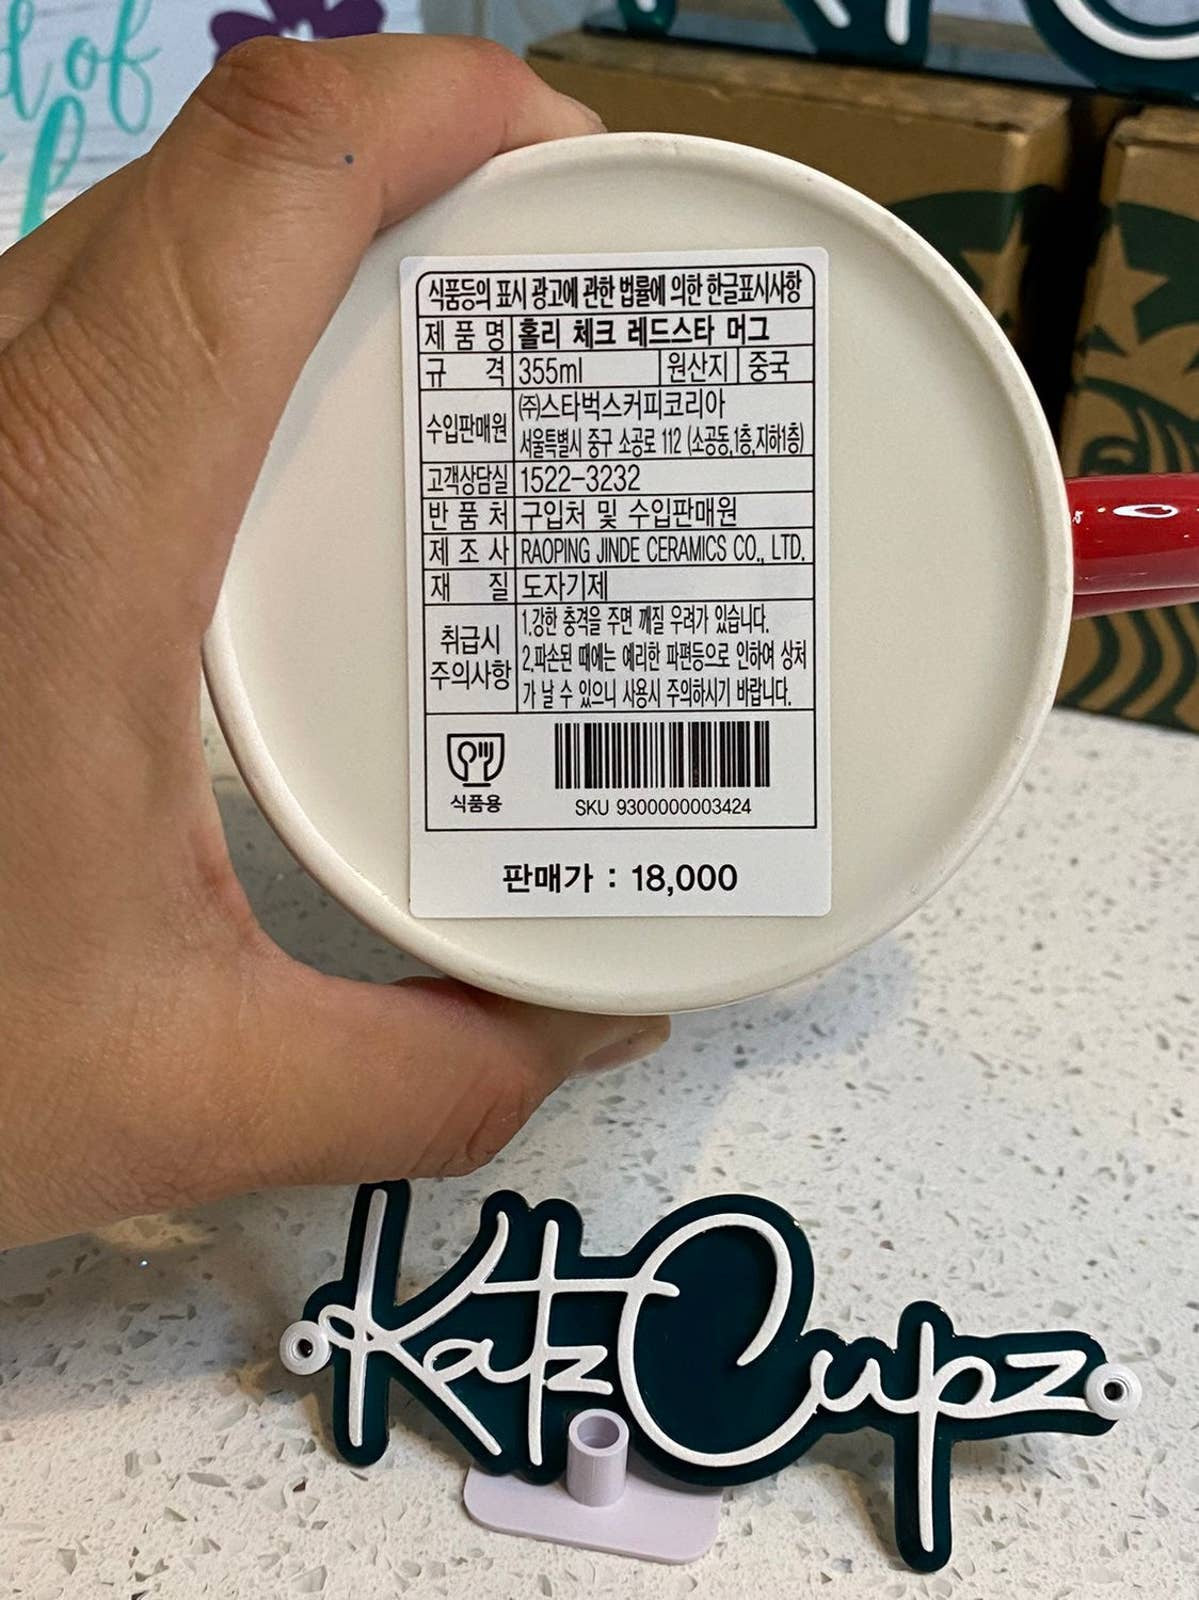 d of
식품등의 표시 광고에 관한 법률에 의한 한글표시사항
제품명 홀리 체크 레드스타 머그
규격 355ml 원산지 중국
수입판매원 (주)스타벅스커피코리아
서울특별시 중구 소공로 112 (소공동,1층,지하1층)
고객상담실 1522-3232
반품처 구입처 및 수입판매원
제조사 RAOPING JINDE CERAMICS CO., LTD.
재질 도자기제
취급시 주의사항 1.강한 충격을 주면 깨질 우려가 있습니다.
2.파손된 때에는 예리한 파편등으로 인하여 상처
가 날 수 있으니 사용시 주의하시기 바랍니다.
식품용
SKU 9300000003424
판매가 : 18,000
KatzCupz